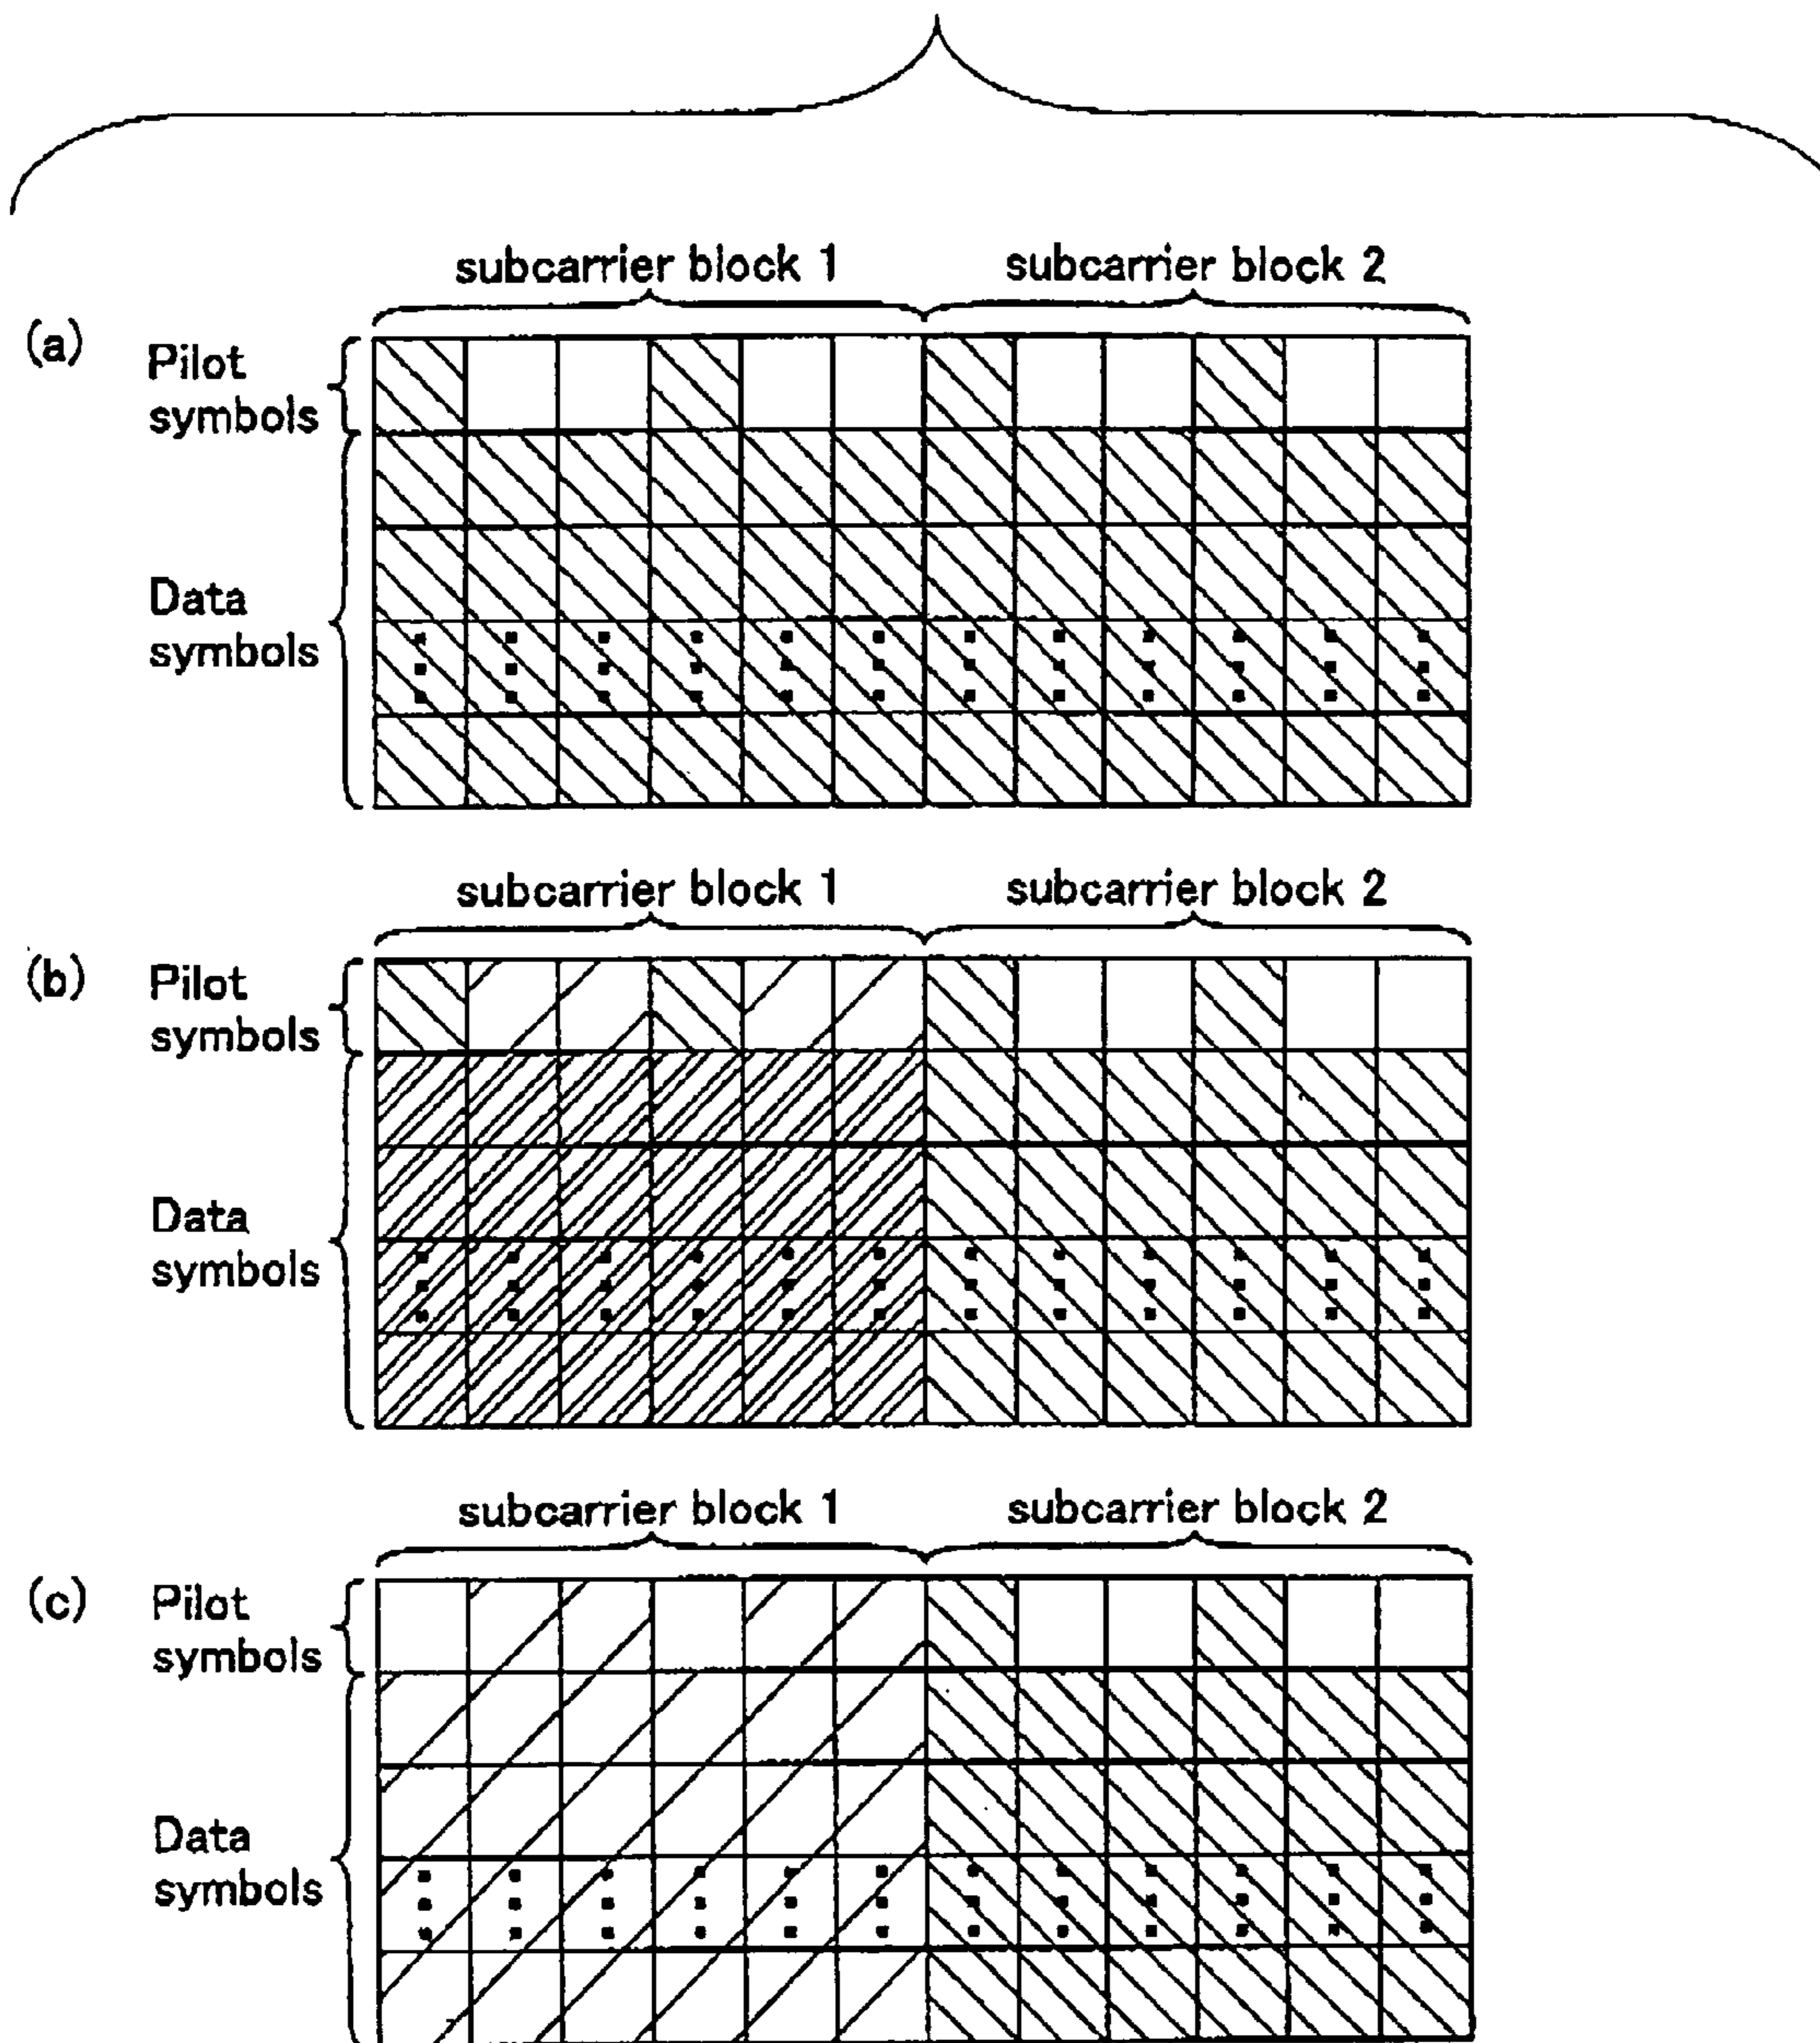 subcarrier block 1 subcarrier block 2
(a) Pilot
symbols
Data
symbols
subcarrier block 1 subcarrier block 2
(b) Pilot
symbols
Data
symbols
subcarrier block 1 subcarrier block 2
(c) Pilot
symbols
Data
symbols